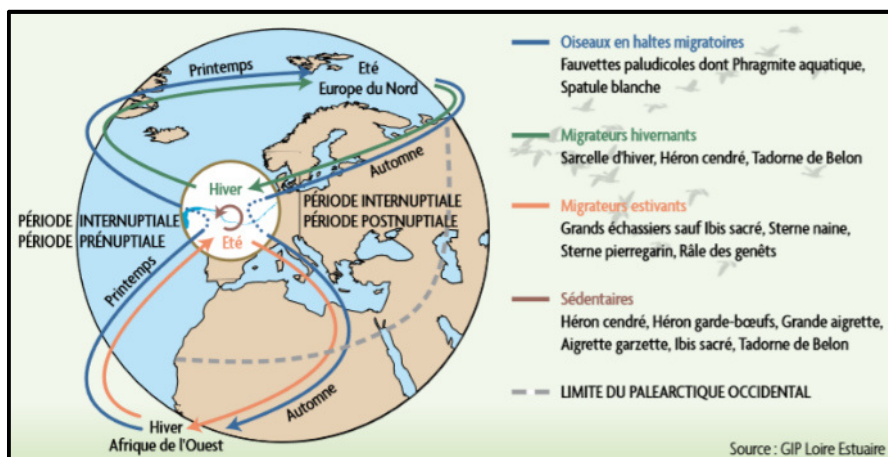 Printemps
Eté
Europe du Nord
Automne
Hiver
Eté
PÉRIODE INTERNUPTIALE
PÉRIODE PRÉNUPTIALE
PÉRIODE INTERNUPTIALE
PÉRIODE POSTNUPTIALE
Printemps
Automne
Hiver
Afrique de l'Ouest
Oiseaux en haltes migratoires
Fauvettes paludicoles dont Phragmite aquatique,
Spatule blanche
Migrateurs hivernants
Sarcelle d'hiver, Héron cendré, Tadorne de Belon
Migrateurs estivants
Grands échassiers sauf Ibis sacré, Sterne naine,
Sterne pierregarin, Râle des genêts
Sédentaires
Héron cendré, Héron garde-bœufs, Grande aigrette,
Aigrette garzette, Ibis sacré, Tadorne de Belon
LIMITE DU PALEARCTIQUE OCCIDENTAL
Source : GIP Loire Estuaire